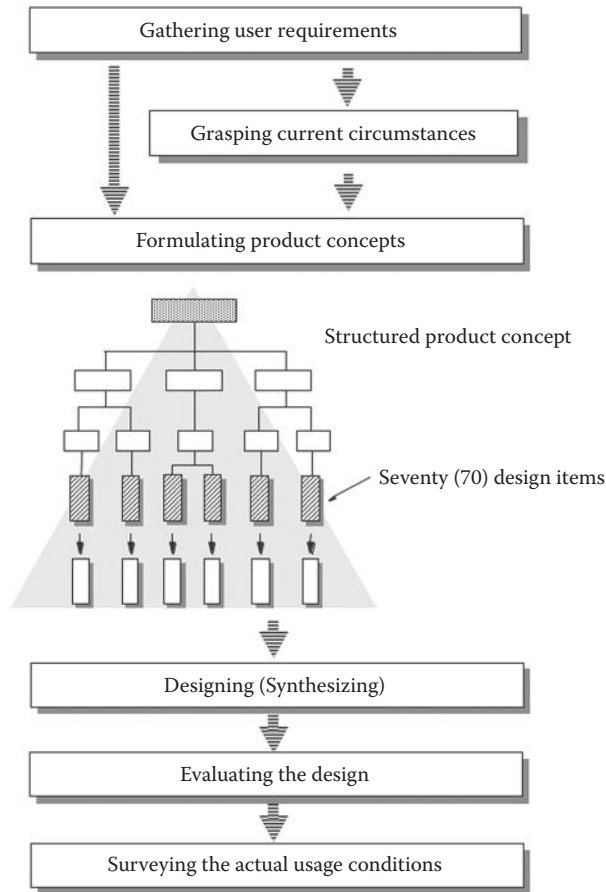 Gathering user requirements
Grasping current circumstances
Formulating product concepts
Structured product concept
Seventy (70) design items
Designing (Synthesizing)
Evaluating the design
Surveying the actual usage conditions